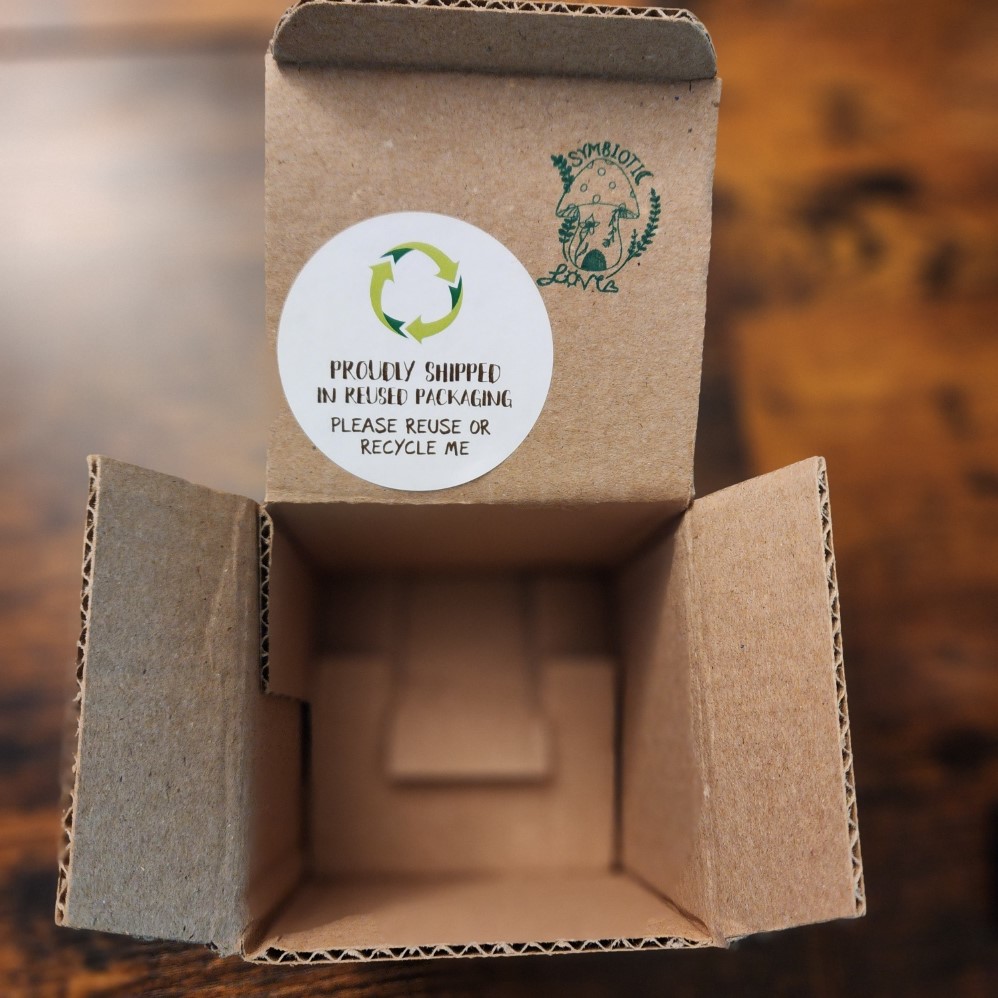 SYMBIOTIC
LOVE
PROUDLY SHIPPED
IN REUSED PACKAGING
PLEASE REUSE OR
RECYCLE ME